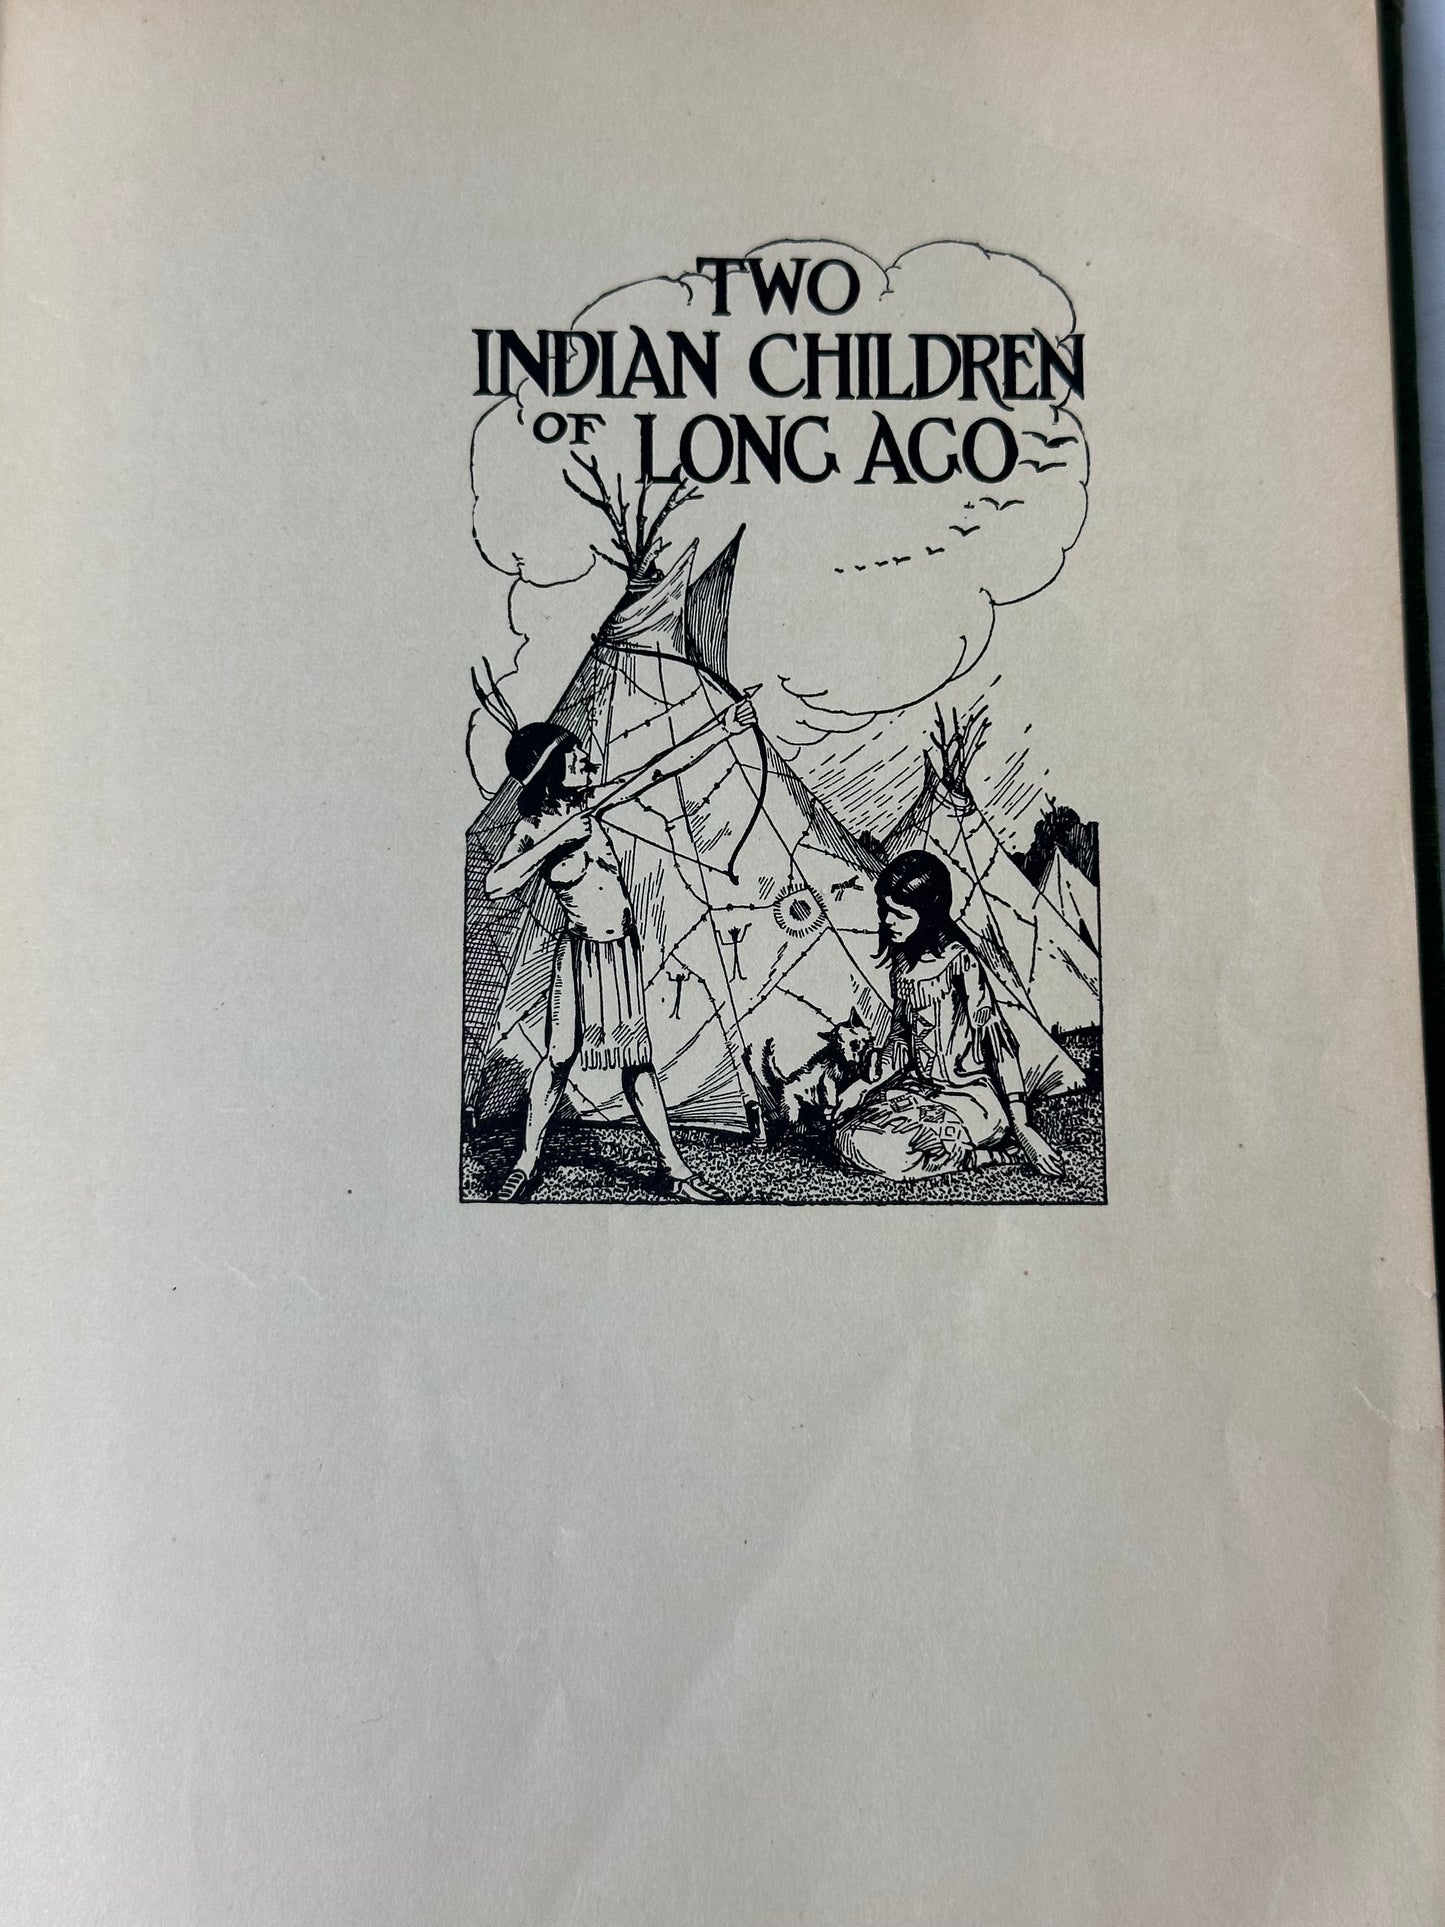 TWO
INDIAN CHILDREN
OF LONG AGO